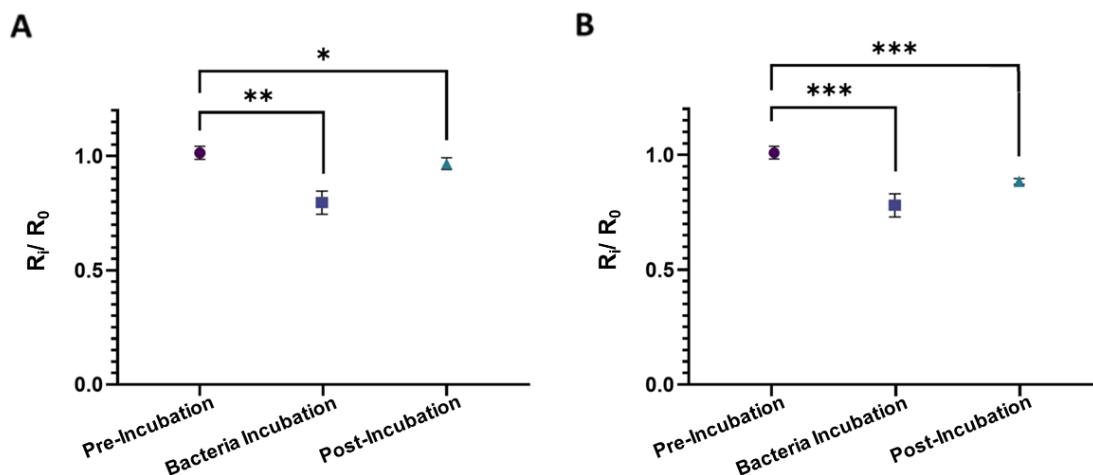 A
*
**
1.0
0.5
0.0
Ri/ R0
Pre-Incubation
Bacteria Incubation
Post-Incubation
B
***
***
1.0
0.5
0.0
Ri/ R0
Pre-Incubation
Bacteria Incubation
Post-Incubation